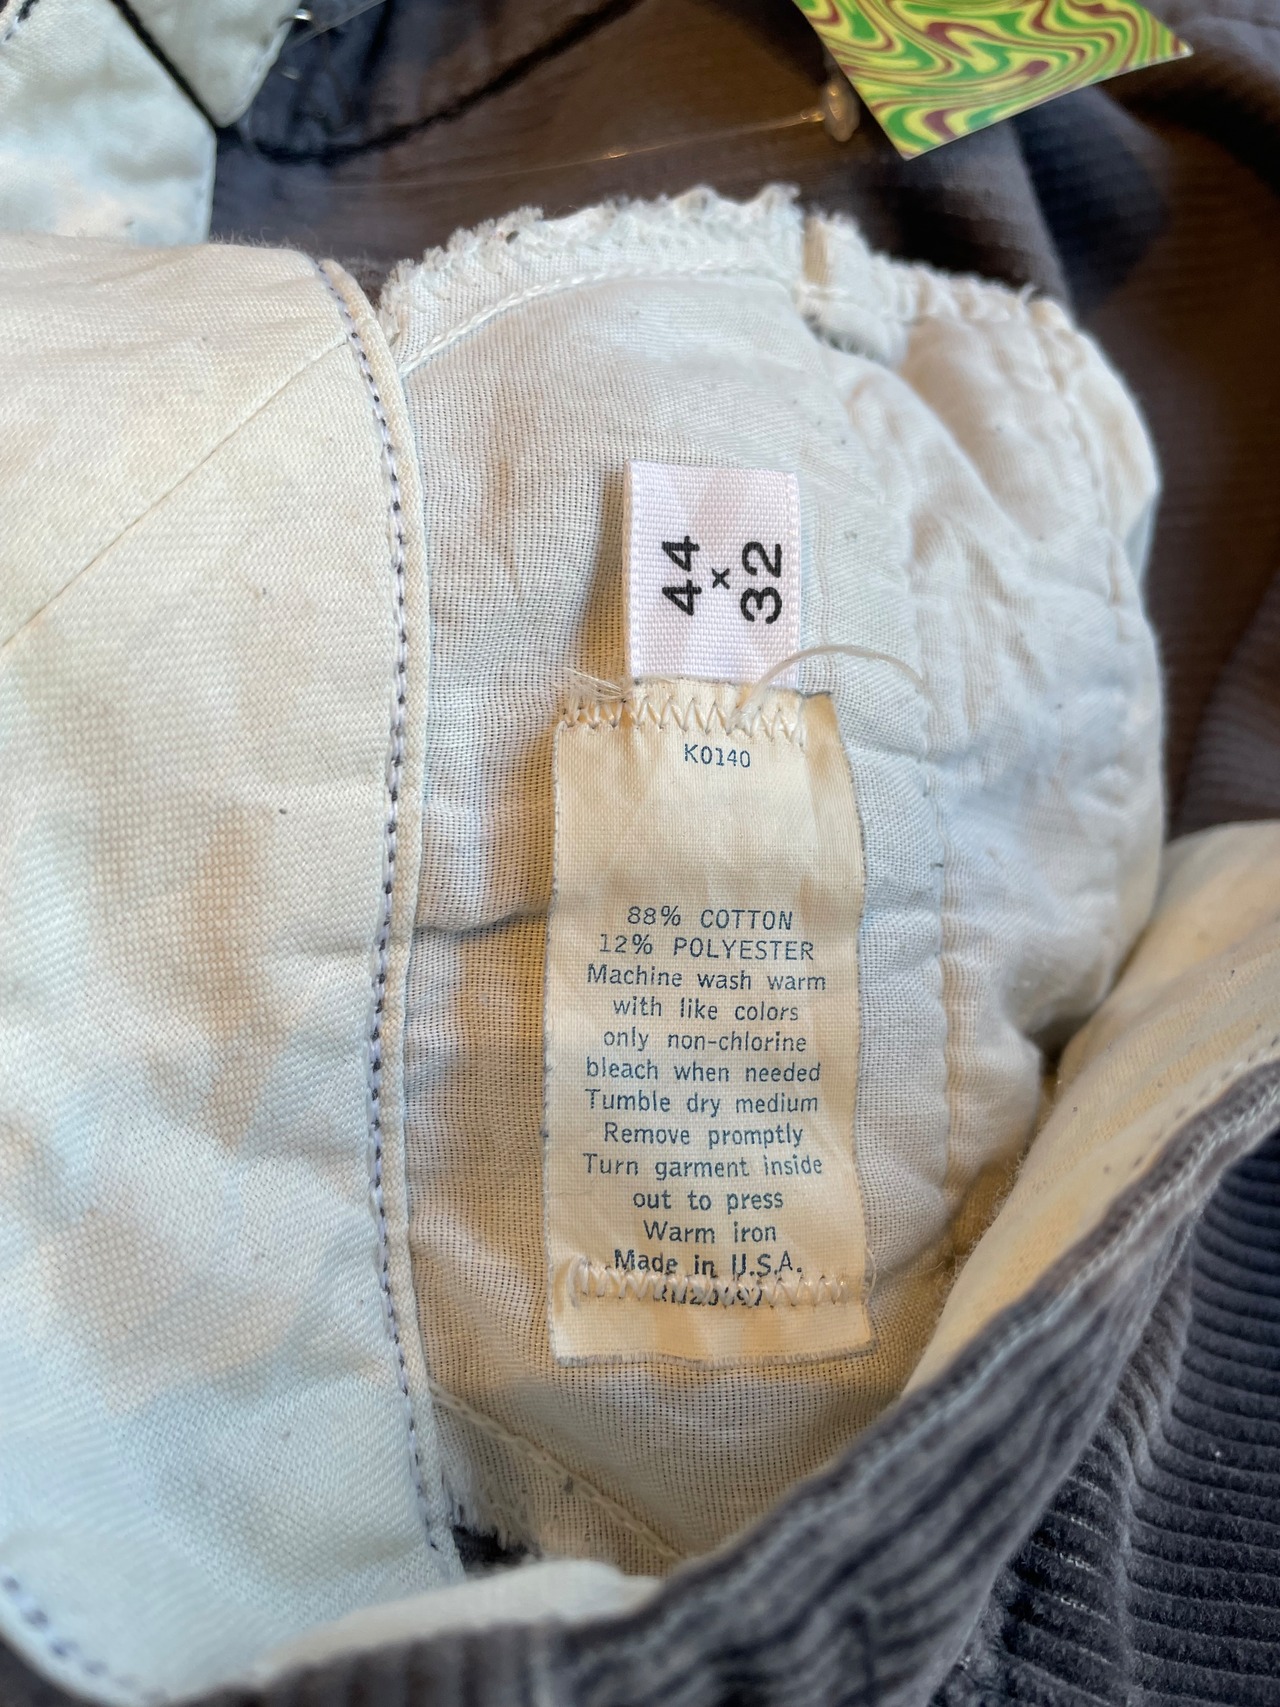 44
x
32
K0140
88% COTTON
12% POLYESTER
Machine wash warm
with like colors
only non-chlorine
bleach when needed
Tumble dry medium
Remove promptly
Turn garment inside
out to press
Warm iron
Made in U.S.A.